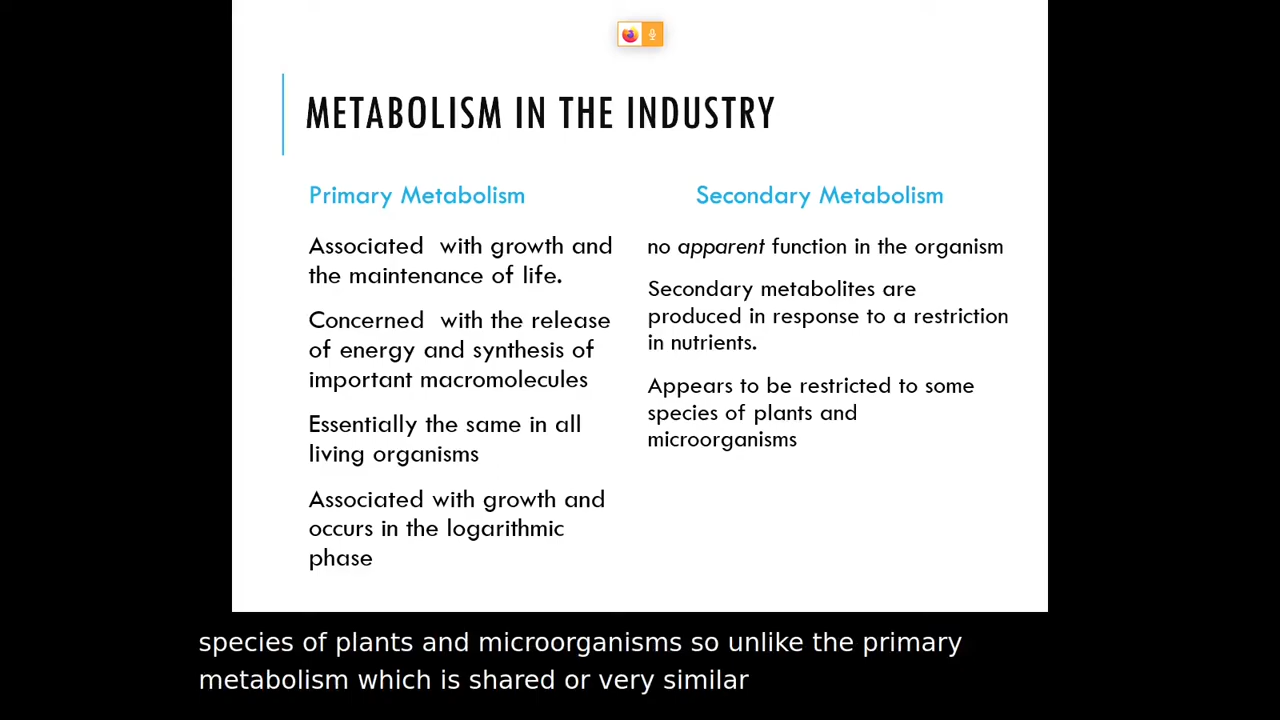 METABOLISM IN THE INDUSTRY
Primary Metabolism
Associated with growth and
the maintenance of life.
Concerned with the release
of energy and synthesis of
important macromolecules
Essentially the same in all
living organisms
Associated with growth and
occurs in the logarithmic
phase
Secondary Metabolism
no apparent function in the organism
Secondary metabolites are
produced in response to a restriction
in nutrients.
Appears to be restricted to some
species of plants and
microorganisms
species of plants and microorganisms so unlike the primary
metabolism which is shared or very similar